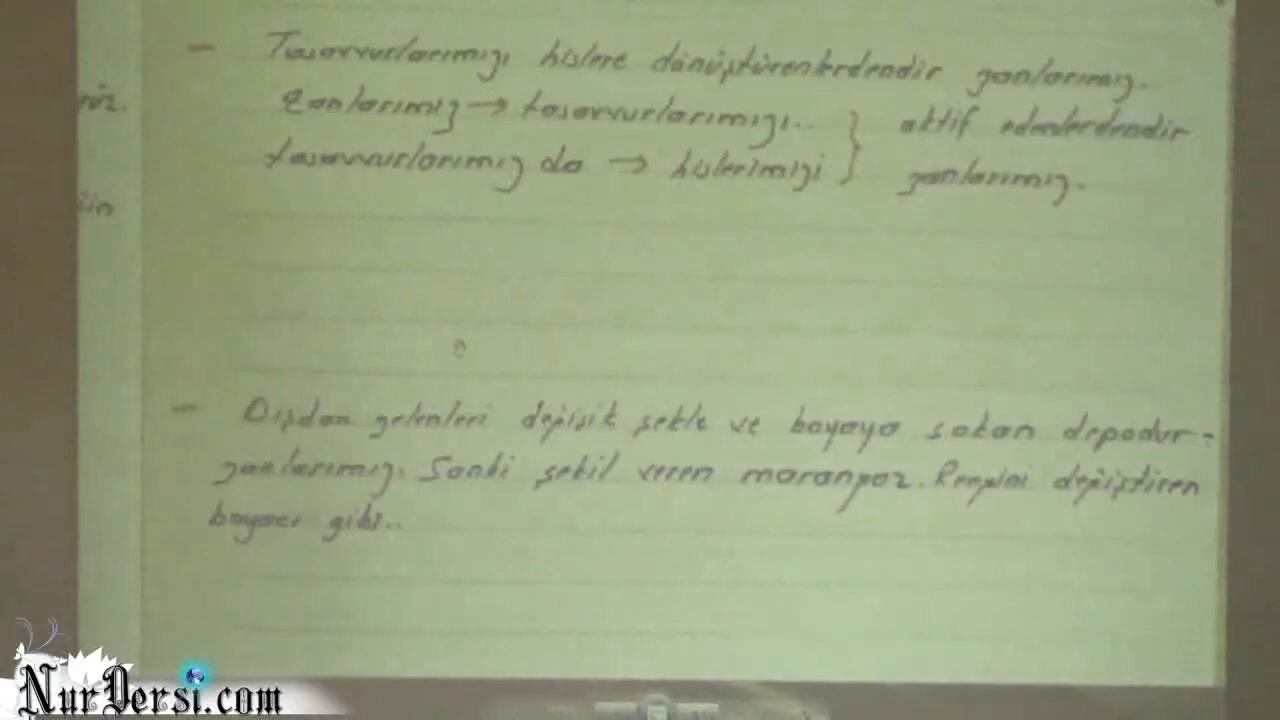 - Tasavvurlarımızı hislere dönüştürenlerdendir zanlarımız.
Zanlarımız → tasavvurlarımızı.. } aktif edenlerdendir
tasavvurlarımız da → hislerimizi } zanlarımız.
- Dışdan gelenleri değişik şekle ve boyaya sokan depodur-
zanlarımız. Sanki şekil veren marangoz. Rengini değiştiren
boyacı gibi..
NurDersi.com